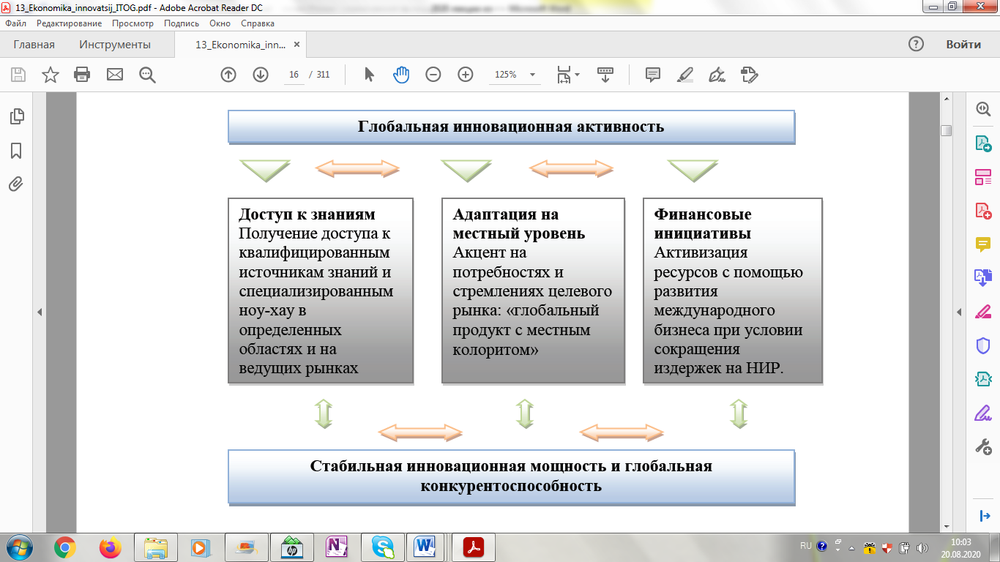 13_Ekonomika_innovatsij_ITOG.pdf - Adobe Acrobat Reader DC
Файл Редактирование Просмотр Подпись Окно Справка
Главная Инструменты 13_Ekonomika_inn... × Войти
16 / 311 125%
Глобальная инновационная активность
Доступ к знаниям
Получение доступа к
квалифицированным
источникам знаний и
специализированным
ноу-хау в
определенных
областях и на
ведущих рынках
Адаптация на
местный уровень
Акцент на
потребностях и
стремлениях целевого
рынка: «глобальный
продукт с местным
колоритом»
Финансовые
инициативы
Активизация
ресурсов с помощью
развития
международного
бизнеса при условии
сокращения
издержек на НИР.
Стабильная инновационная мощность и глобальная
конкурентоспособность
RU 10:03
20.08.2020